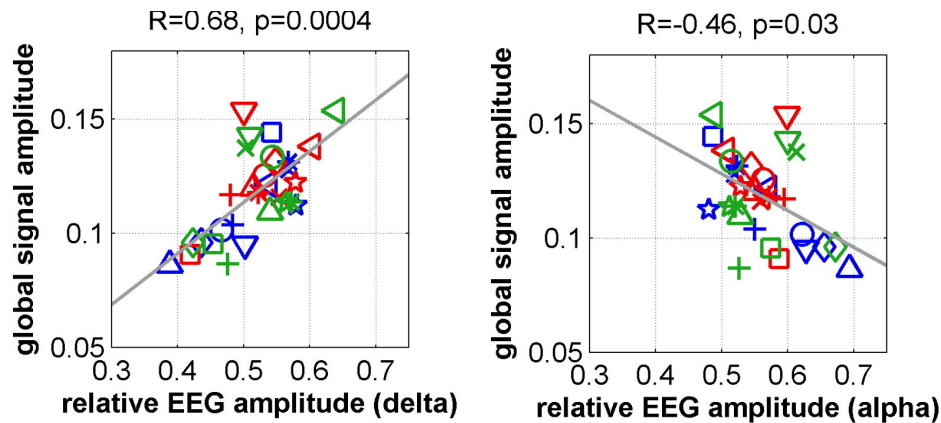 R=0.68, p=0.0004
global signal amplitude
0.15
0.1
0.05
0.3 0.4 0.5 0.6 0.7
relative EEG amplitude (delta)
R=-0.46, p=0.03
global signal amplitude
0.15
0.1
0.05
0.3 0.4 0.5 0.6 0.7
relative EEG amplitude (alpha)